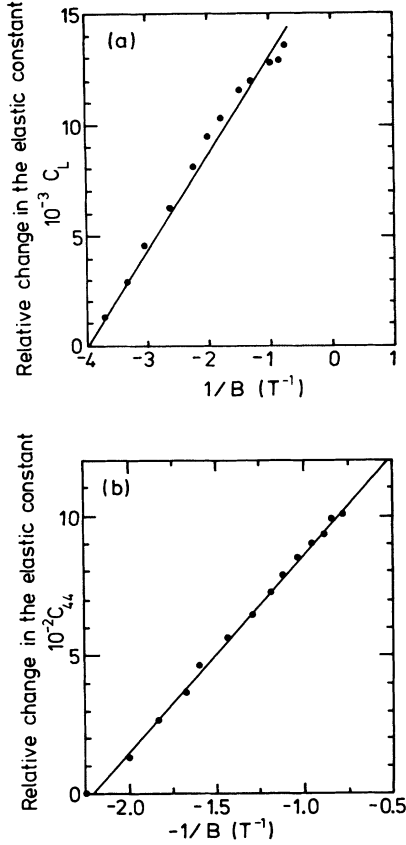 Relative change in the elastic constant
10⁻³ C_L
(a)
15
10
5
0
-4 -3 -2 -1 0 1
1/B (T⁻¹)
Relative change in the elastic constant
10⁻² C₄₄
(b)
10
5
0
-2.0 -1.5 -1.0 -0.5
-1/B (T⁻¹)